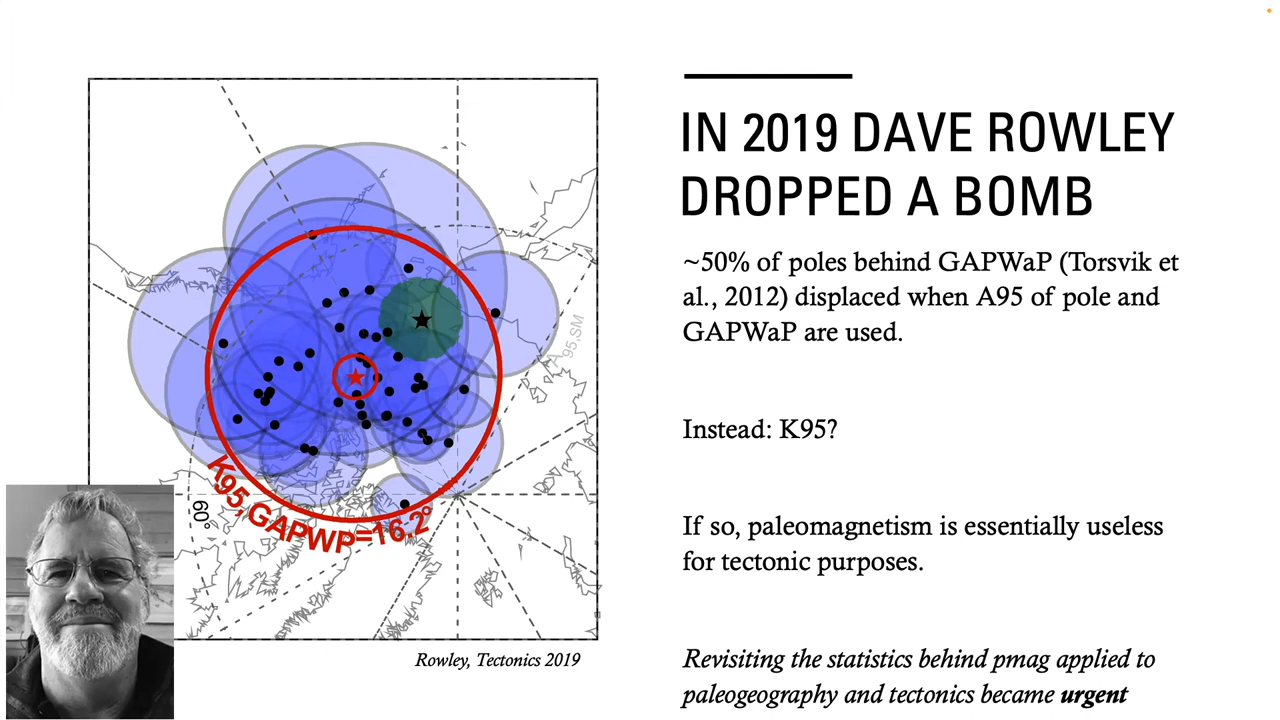 IN 2019 DAVE ROWLEY
DROPPED A BOMB
~50% of poles behind GAPWaP (Torsvik et
al., 2012) displaced when A95 of pole and
GAPWaP are used.
Instead: K95?
If so, paleomagnetism is essentially useless
for tectonic purposes.
Revisiting the statistics behind pmag applied to
paleogeography and tectonics became urgent
A95,SM
60°
K95,GAPWP=16.2°
Rowley, Tectonics 2019